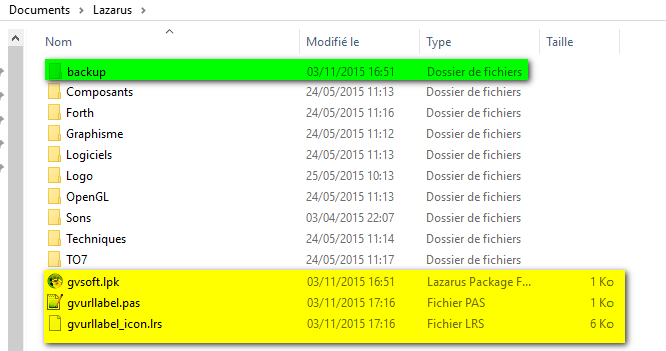 Documents > Lazarus >
Nom Modifié le Type Taille
backup 03/11/2015 16:51 Dossier de fichiers
Composants 24/05/2015 11:13 Dossier de fichiers
Forth 24/05/2015 11:16 Dossier de fichiers
Graphisme 24/05/2015 11:12 Dossier de fichiers
Logiciels 24/05/2015 11:13 Dossier de fichiers
Logo 25/05/2015 10:13 Dossier de fichiers
OpenGL 24/05/2015 11:13 Dossier de fichiers
Sons 03/04/2015 22:07 Dossier de fichiers
Techniques 24/05/2015 11:14 Dossier de fichiers
TO7 24/05/2015 11:17 Dossier de fichiers
gvsoft.lpk 03/11/2015 16:51 Lazarus Package F... 1 Ko
gvurllabel.pas 03/11/2015 17:16 Fichier PAS 1 Ko
gvurllabel_icon.lrs 03/11/2015 17:16 Fichier LRS 6 Ko